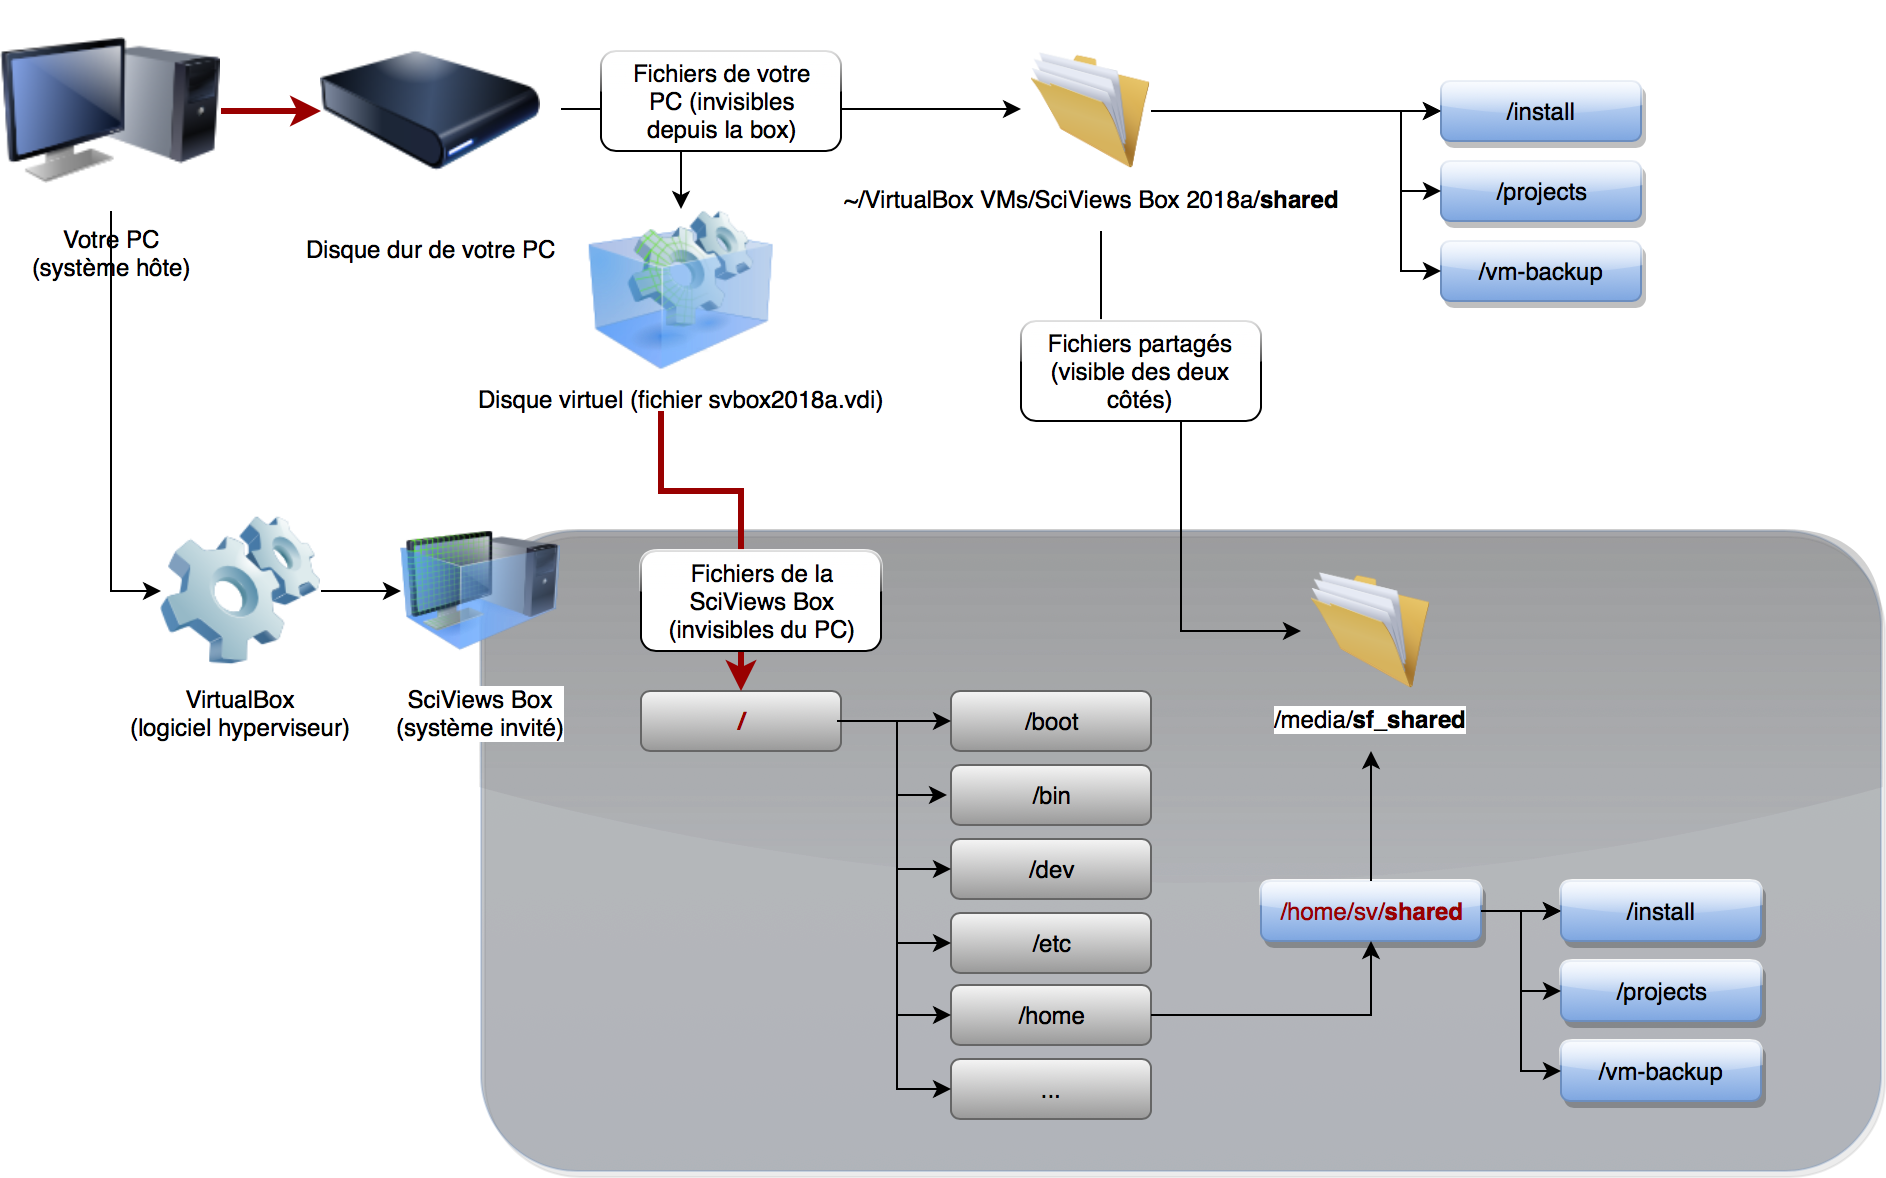 Fichiers de votre
PC (invisibles
depuis la box)
/install
/projects
/vm-backup
~/VirtualBox VMs/SciViews Box 2018a/shared
Votre PC
(système hôte)
Disque dur de votre PC
Fichiers partagés
(visible des deux
côtés)
Disque virtuel (fichier svbox2018a.vdi)
Fichiers de la
SciViews Box
(invisibles du PC)
VirtualBox
(logiciel hyperviseur)
SciViews Box
(système invité)
/
/boot
/bin
/dev
/etc
/home
...
/media/sf_shared
/home/sv/shared
/install
/projects
/vm-backup